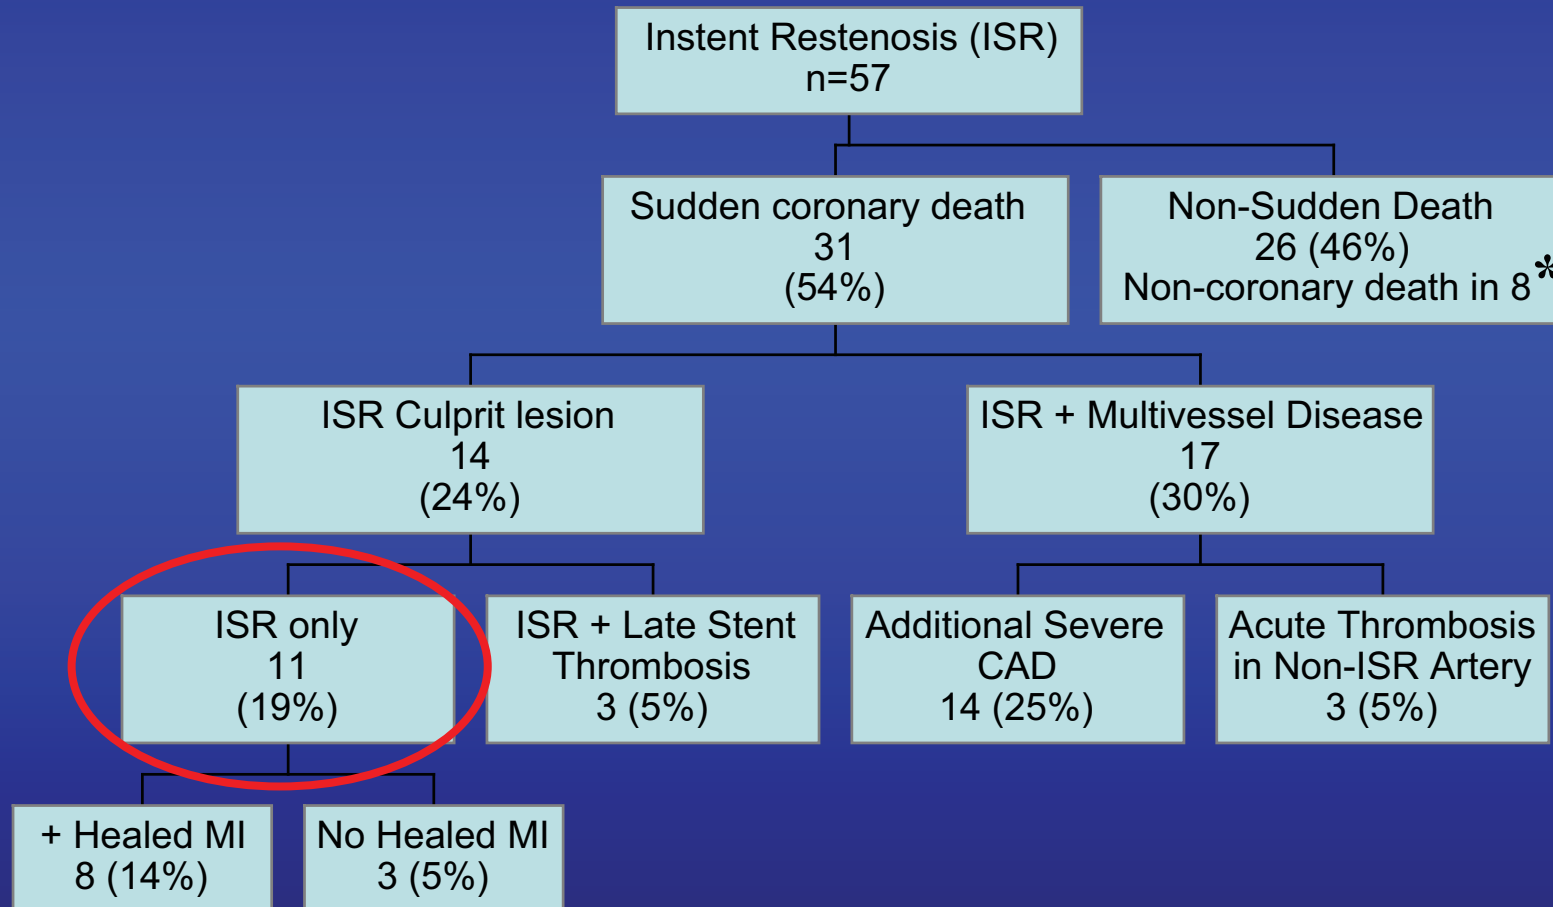 Instent Restenosis (ISR)
n=57
Sudden coronary death
31
(54%)
Non-Sudden Death
26 (46%)
Non-coronary death in 8*
ISR Culprit lesion
14
(24%)
ISR + Multivessel Disease
17
(30%)
ISR only
11
(19%)
ISR + Late Stent
Thrombosis
3 (5%)
Additional Severe
CAD
14 (25%)
Acute Thrombosis
in Non-ISR Artery
3 (5%)
+ Healed MI
8 (14%)
No Healed MI
3 (5%)